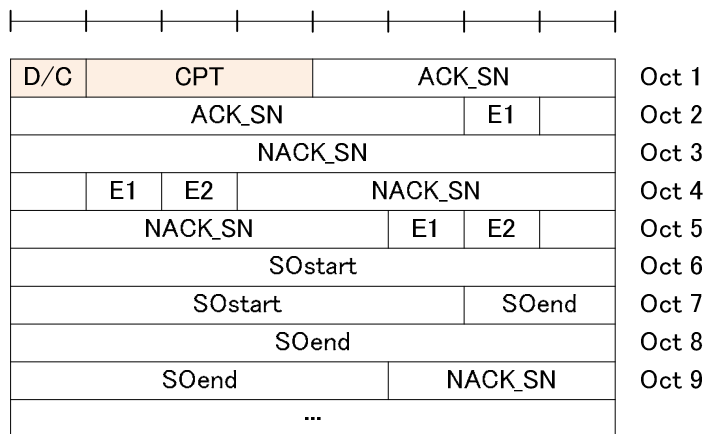 D/C CPT ACK_SN Oct 1
ACK_SN E1 Oct 2
NACK_SN Oct 3
E1 E2 NACK_SN Oct 4
NACK_SN E1 E2 Oct 5
SOstart Oct 6
SOstart SOend Oct 7
SOend Oct 8
SOend NACK_SN Oct 9
...